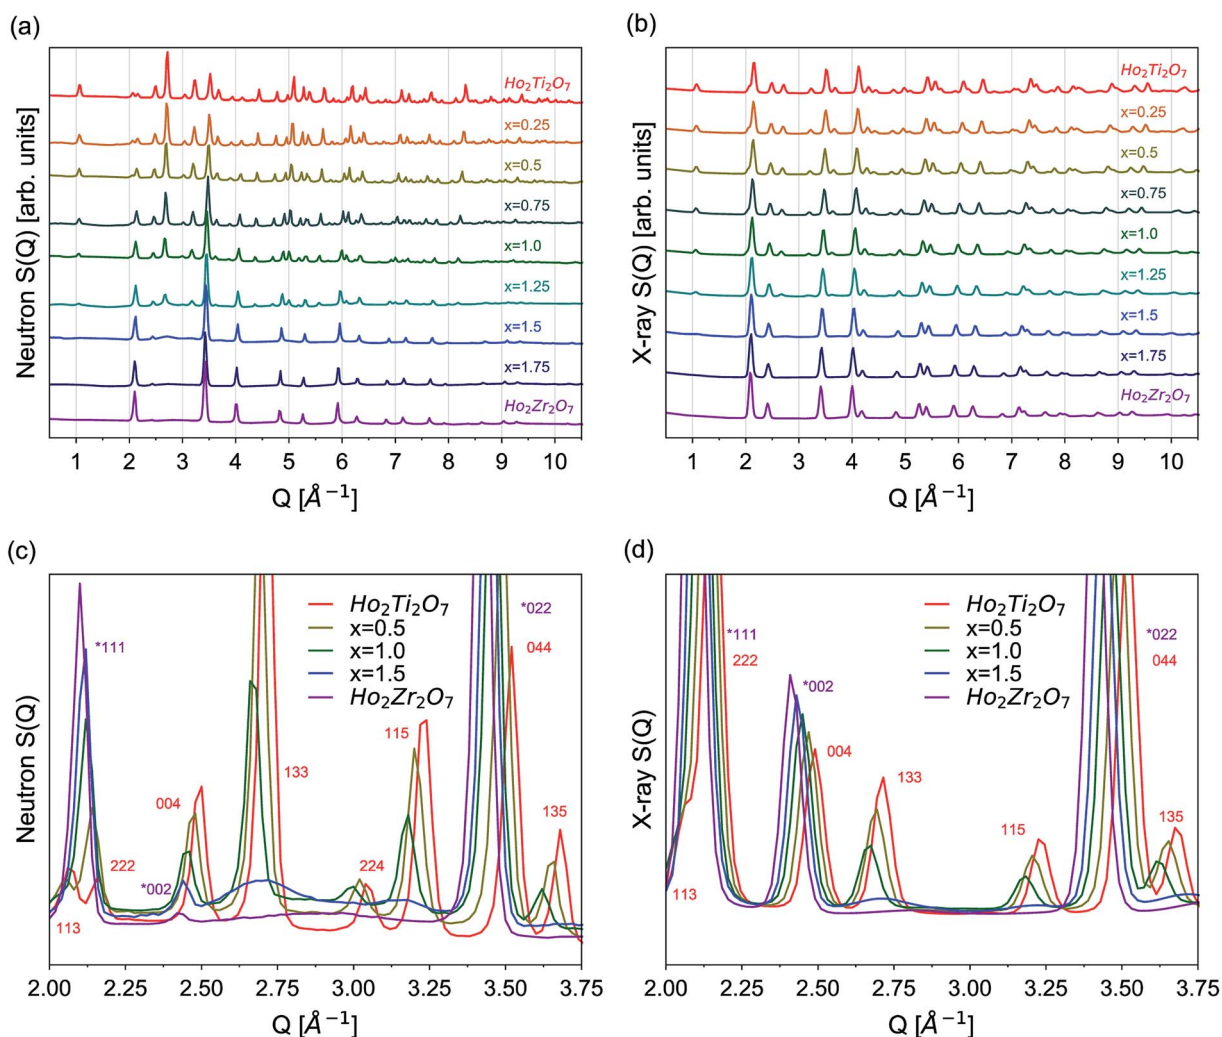 (a)
Neutron S(Q) [arb. units]
Ho₂Ti₂O₇
x=0.25
x=0.5
x=0.75
x=1.0
x=1.25
x=1.5
x=1.75
Ho₂Zr₂O₇
1 2 3 4 5 6 7 8 9 10
Q [Å⁻¹]
(b)
X-ray S(Q) [arb. units]
Ho₂Ti₂O₇
x=0.25
x=0.5
x=0.75
x=1.0
x=1.25
x=1.5
x=1.75
Ho₂Zr₂O₇
1 2 3 4 5 6 7 8 9 10
Q [Å⁻¹]
(c)
Neutron S(Q)
Ho₂Ti₂O₇
x=0.5
x=1.0
x=1.5
Ho₂Zr₂O₇
*111
*022
044
115
133
004
135
222
224
*002
113
2.00 2.25 2.50 2.75 3.00 3.25 3.50 3.75
Q [Å⁻¹]
(d)
X-ray S(Q)
Ho₂Ti₂O₇
x=0.5
x=1.0
x=1.5
Ho₂Zr₂O₇
*111
222
*022
044
*002
004
133
115
135
113
2.00 2.25 2.50 2.75 3.00 3.25 3.50 3.75
Q [Å⁻¹]